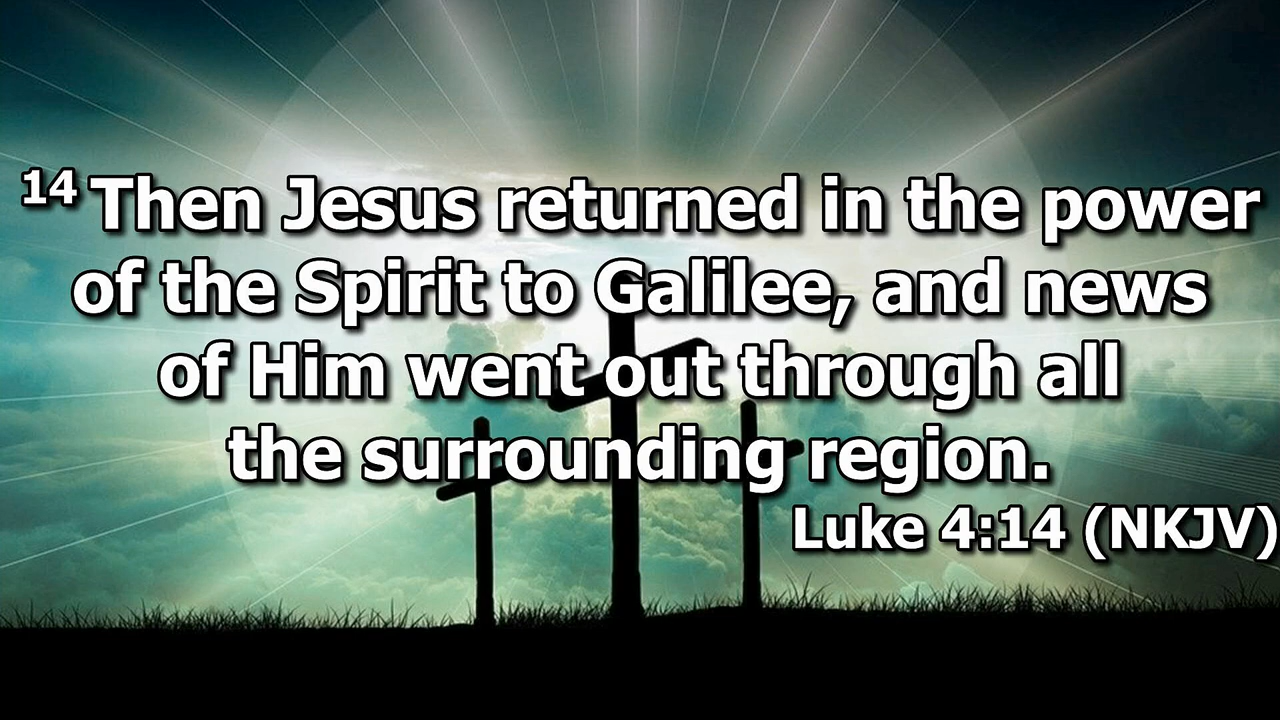 14 Then Jesus returned in the power
of the Spirit to Galilee, and news
of Him went out through all
the surrounding region.
Luke 4:14 (NKJV)